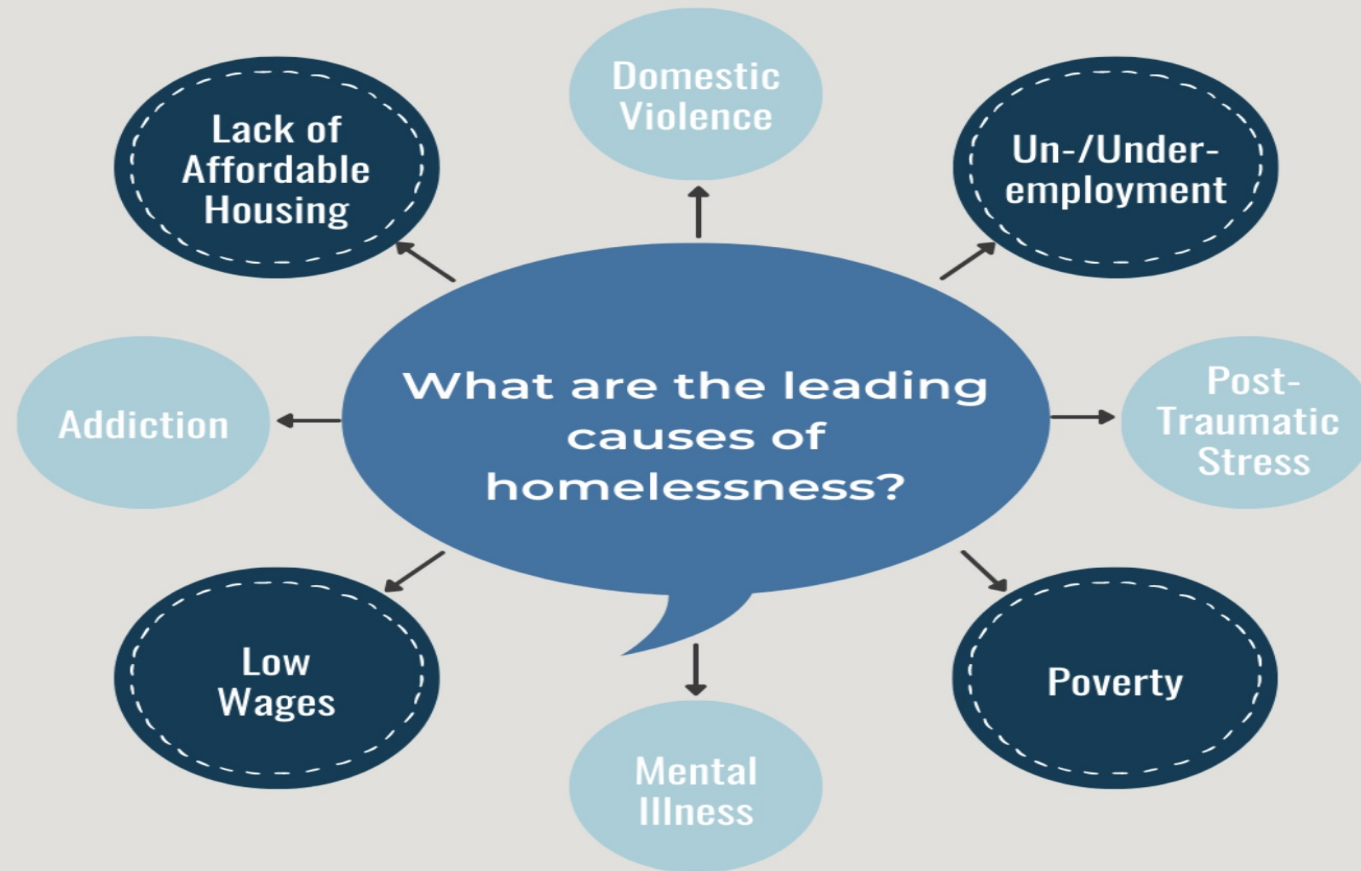 Domestic
Violence
Lack of
Affordable
Housing
Un-/Under-
employment
What are the leading
causes of
homelessness?
Addiction
Post-
Traumatic
Stress
Low
Wages
Poverty
Mental
Illness